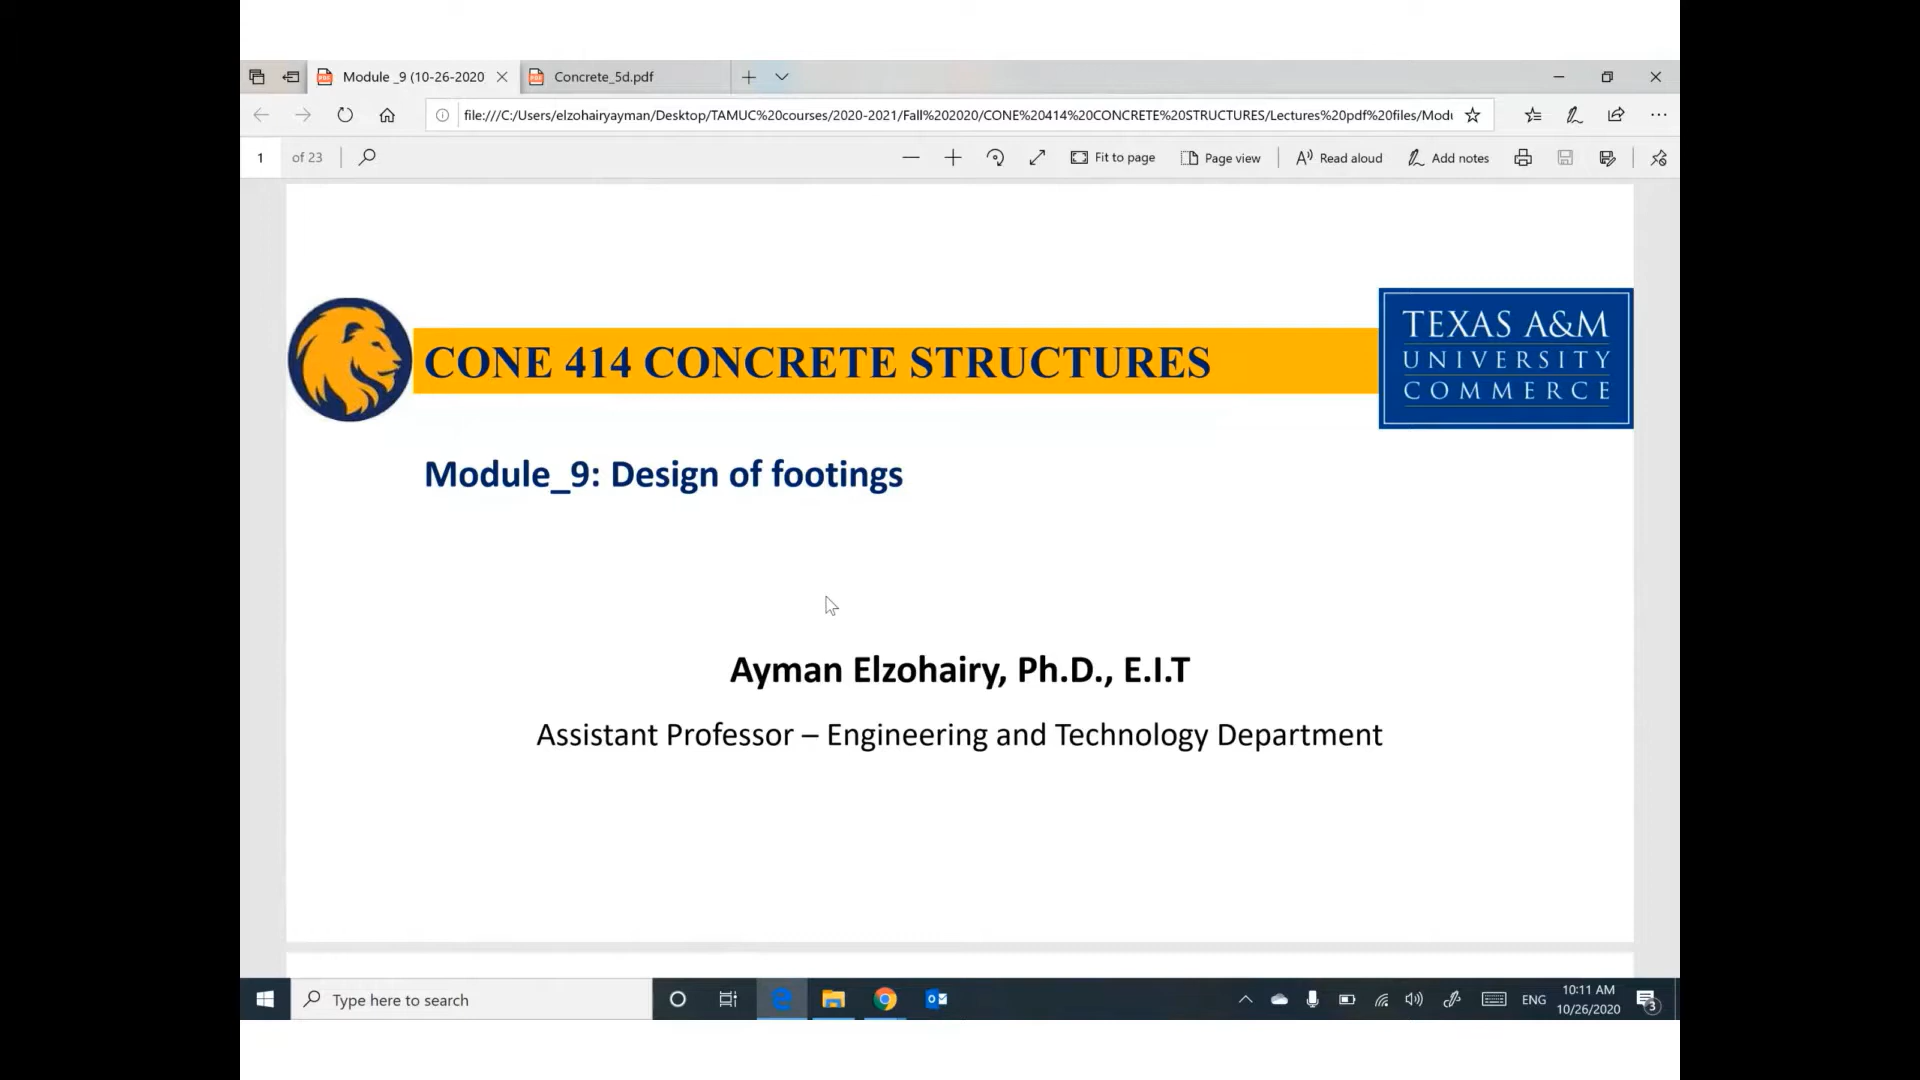 Module _9 (10-26-2020
Concrete_5d.pdf
file:///C:/Users/elzohairyayman/Desktop/TAMUC%20courses/2020-2021/Fall%202020/CONE%20414%20CONCRETE%20STRUCTURES/Lectures%20pdf%20files/Modu
1 of 23
Fit to page
Page view
Read aloud
Add notes
CONE 414 CONCRETE STRUCTURES
TEXAS A&M
UNIVERSITY
COMMERCE
Module_9: Design of footings
Ayman Elzohairy, Ph.D., E.I.T
Assistant Professor – Engineering and Technology Department
Type here to search
ENG
10:11 AM
10/26/2020
3